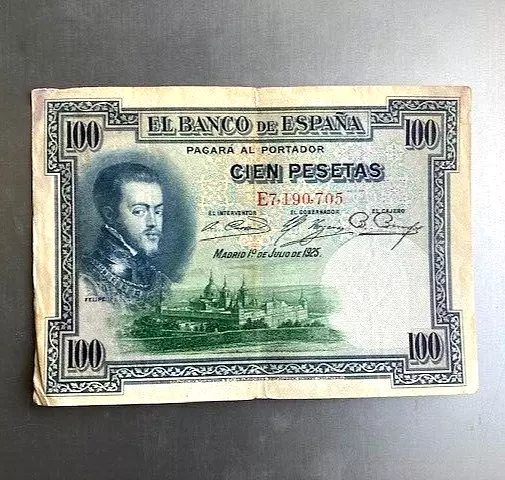 100 EL BANCO DE ESPAÑA 100
PAGARÁ AL PORTADOR
CIEN PESETAS
E7,190,705
EL INTERVENTOR EL GOBERNADOR EL CAJERO
MADRID 1º DE JULIO DE 1925.
FELIPE
100 100